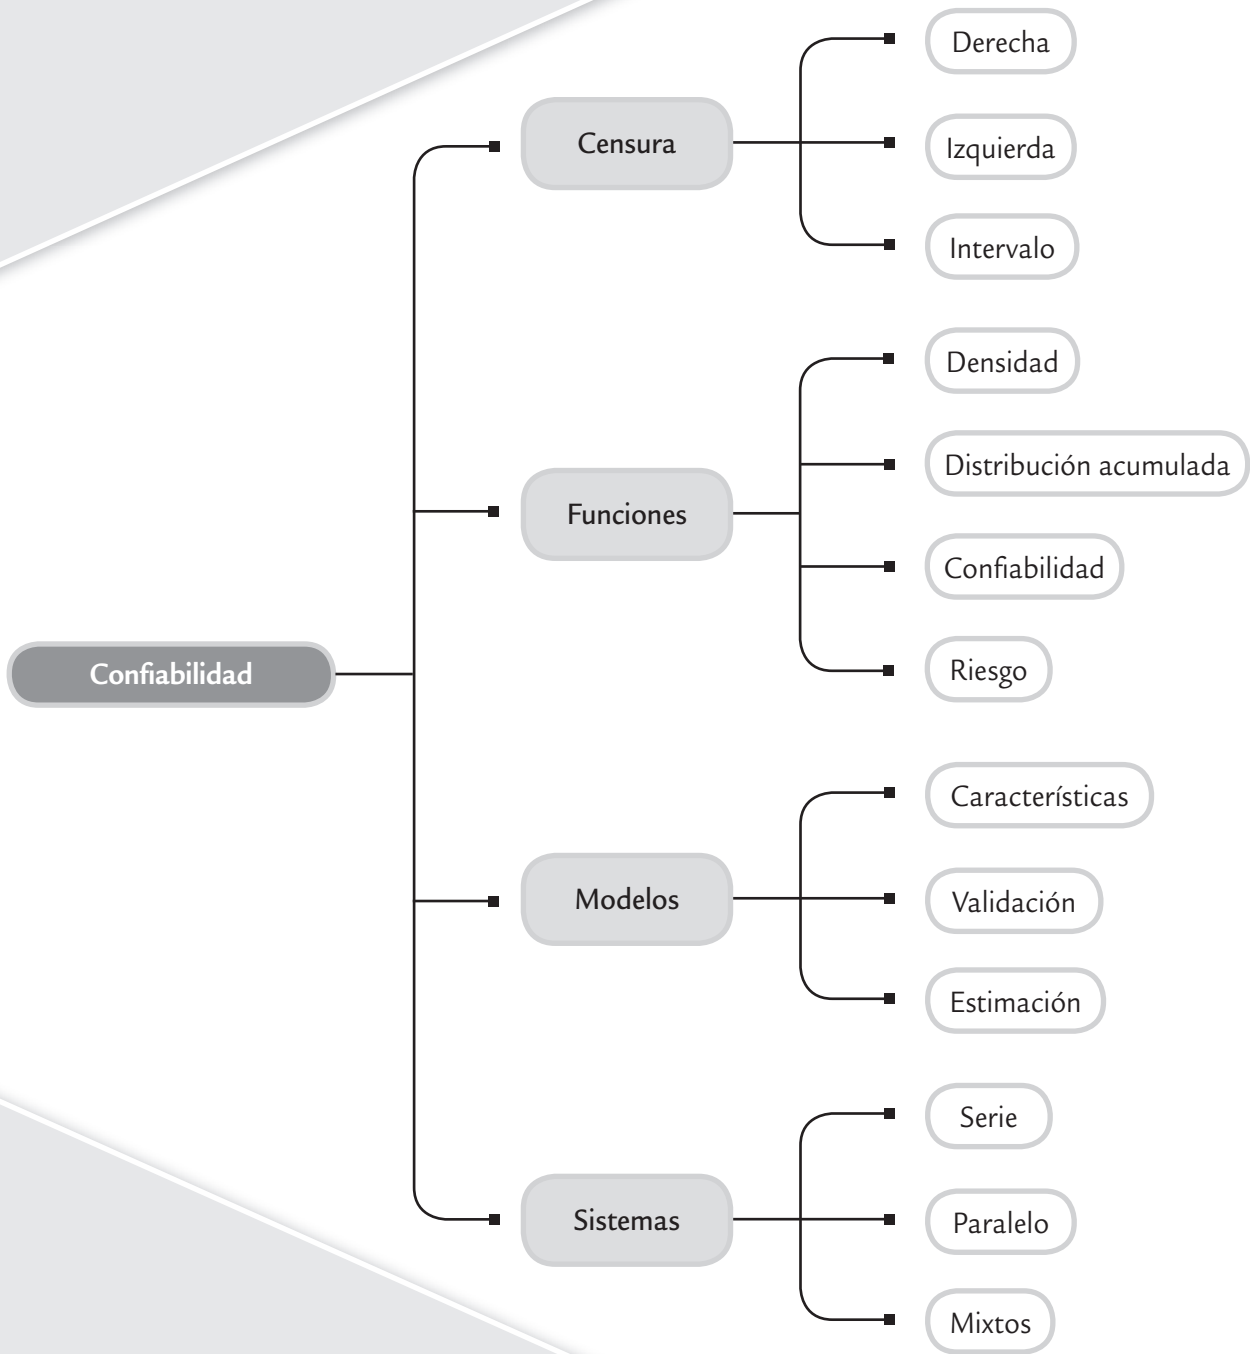 Confiabilidad
Censura
Derecha
Izquierda
Intervalo
Funciones
Densidad
Distribución acumulada
Confiabilidad
Riesgo
Modelos
Características
Validación
Estimación
Sistemas
Serie
Paralelo
Mixtos